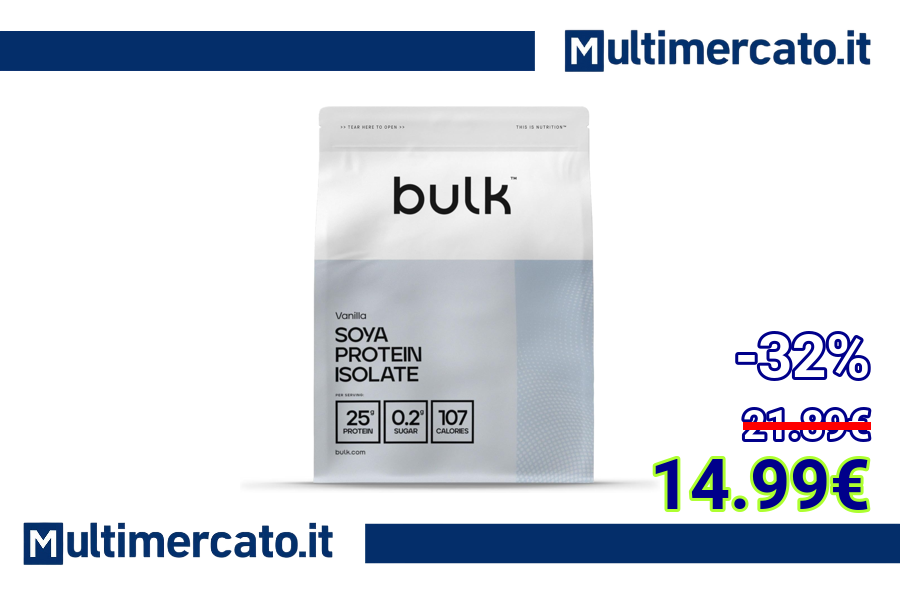 Multimercato.it
>> TEAR HERE TO OPEN >>
THIS IS NUTRITION™
bulk™
Vanilla
SOYA
PROTEIN
ISOLATE
PER SERVING:
25g PROTEIN
0.2g SUGAR
107 CALORIES
bulk.com
-32%
21.89€
14.99€
Multimercato.it